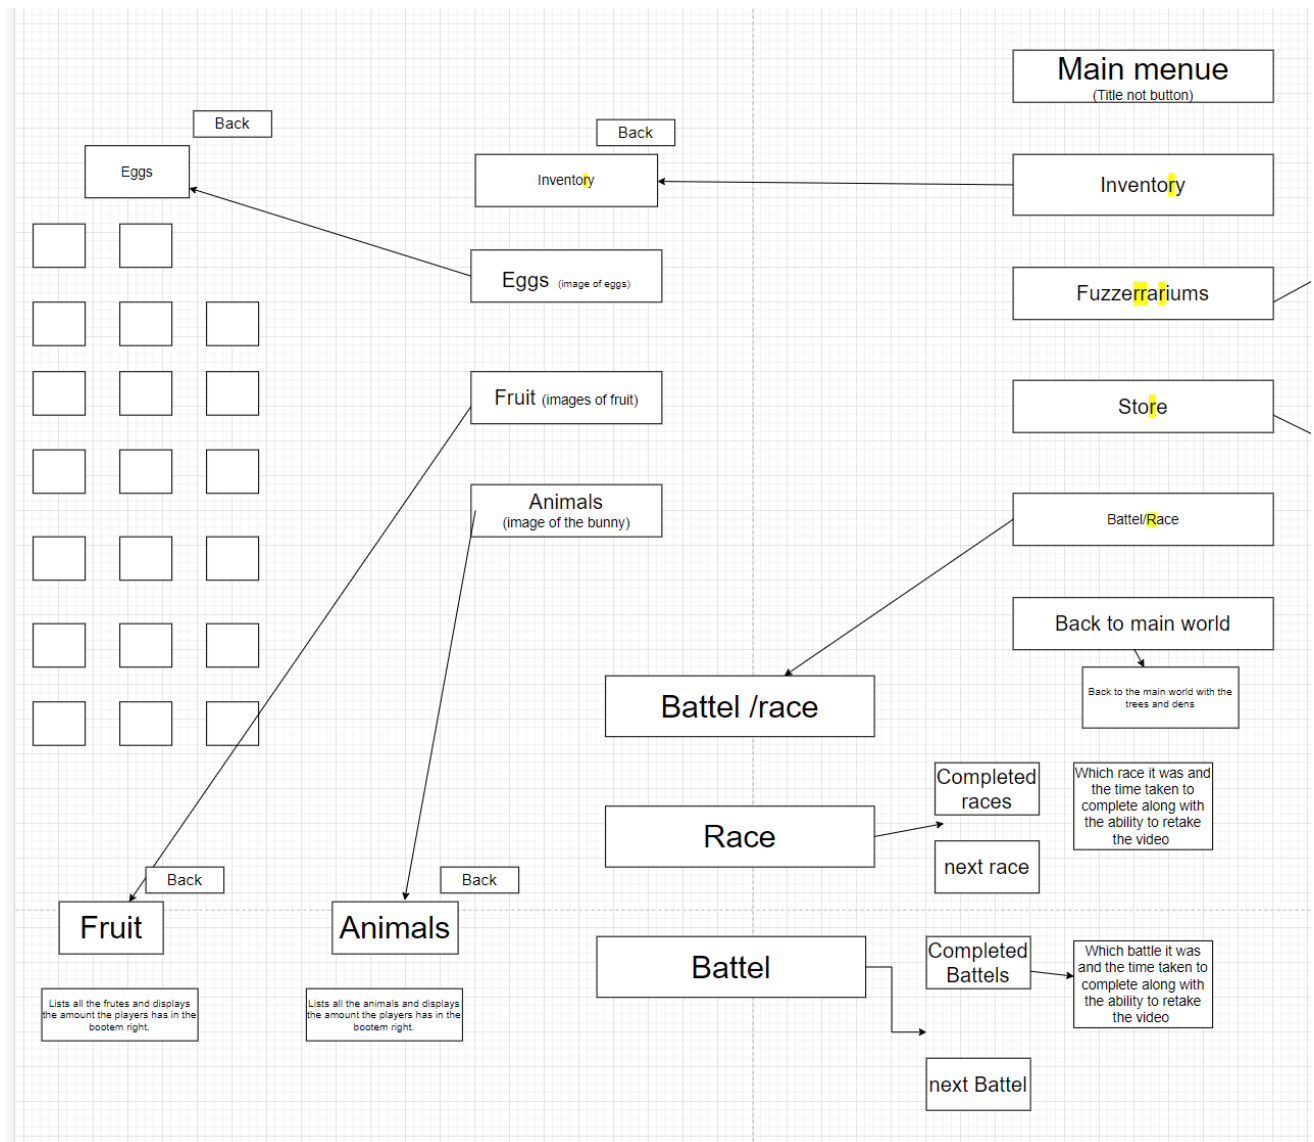 Main menue
(Title not button)
Back
Back
Eggs
Inventory
Inventory
Eggs (image of eggs)
Fuzzerrariums
Fruit (images of fruit)
Store
Animals
(image of the bunny)
Battel/Race
Back to main world
Back to the main world with the
trees and dens
Battel /race
Completed
races
Which race it was and
the time taken to
complete along with
the ability to retake
the video
Race
next race
Back
Back
Fruit
Animals
Battel
Completed
Battels
Which battle it was
and the time taken to
complete along with
the ability to retake
the video
Lists all the frutes and displays
the amount the players has in the
bootem right.
Lists all the animals and displays
the amount the players has in the
bootem right.
next Battel